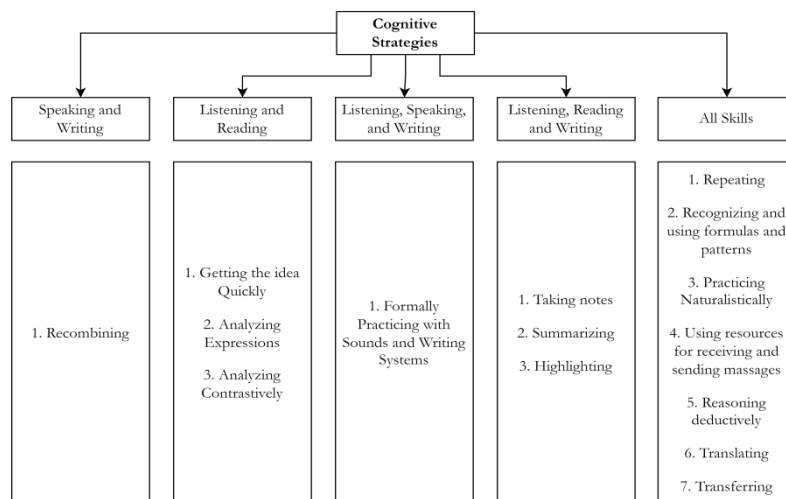 Cognitive
Strategies
Speaking and
Writing
Listening and
Reading
Listening, Speaking,
and Writing
Listening, Reading
and Writing
All Skills
1. Recombining
1. Getting the idea
Quickly
2. Analyzing
Expressions
3. Analyzing
Contrastively
1. Formally
Practicing with
Sounds and Writing
Systems
1. Taking notes
2. Summarizing
3. Highlighting
1. Repeating
2. Recognizing and
using formulas and
patterns
3. Practicing
Naturalistically
4. Using resources
for receiving and
sending massages
5. Reasoning
deductively
6. Translating
7. Transferring